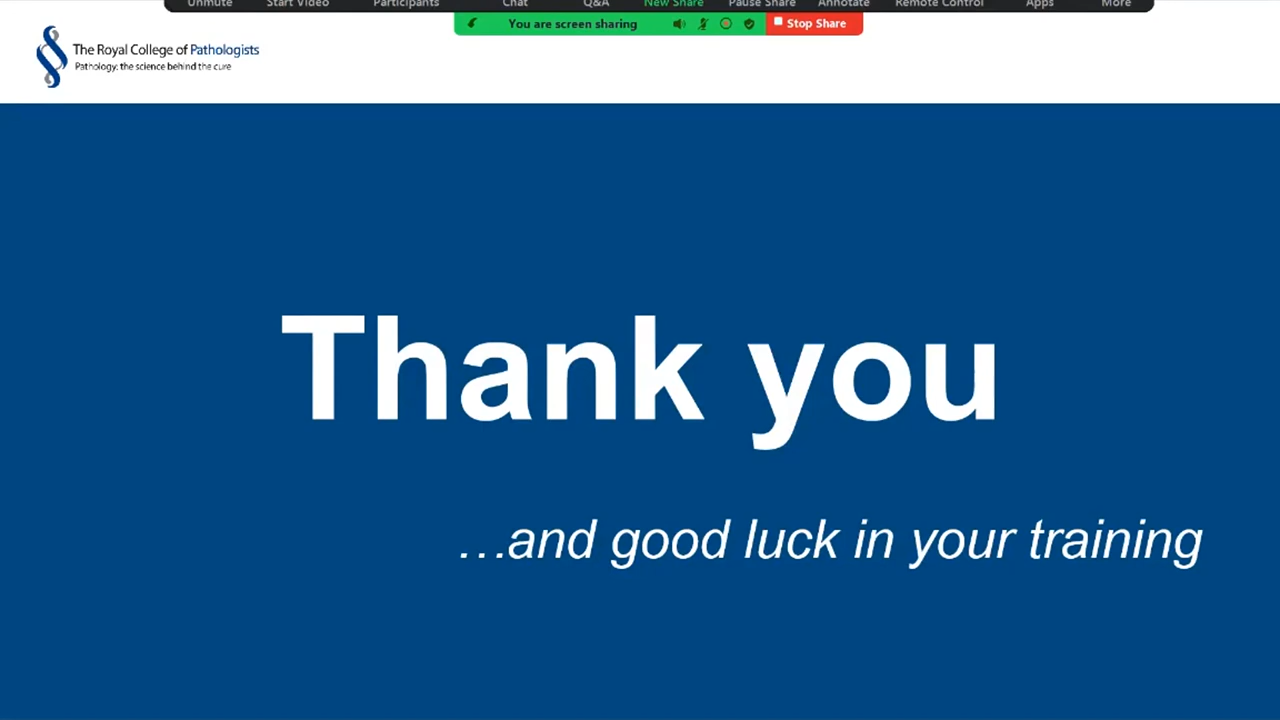 Unmute Start Video Participants Chat Q&A New Share Pause Share Annotate Remote Control Apps More
You are screen sharing Stop Share
The Royal College of Pathologists
Pathology: the science behind the cure
Thank you
…and good luck in your training